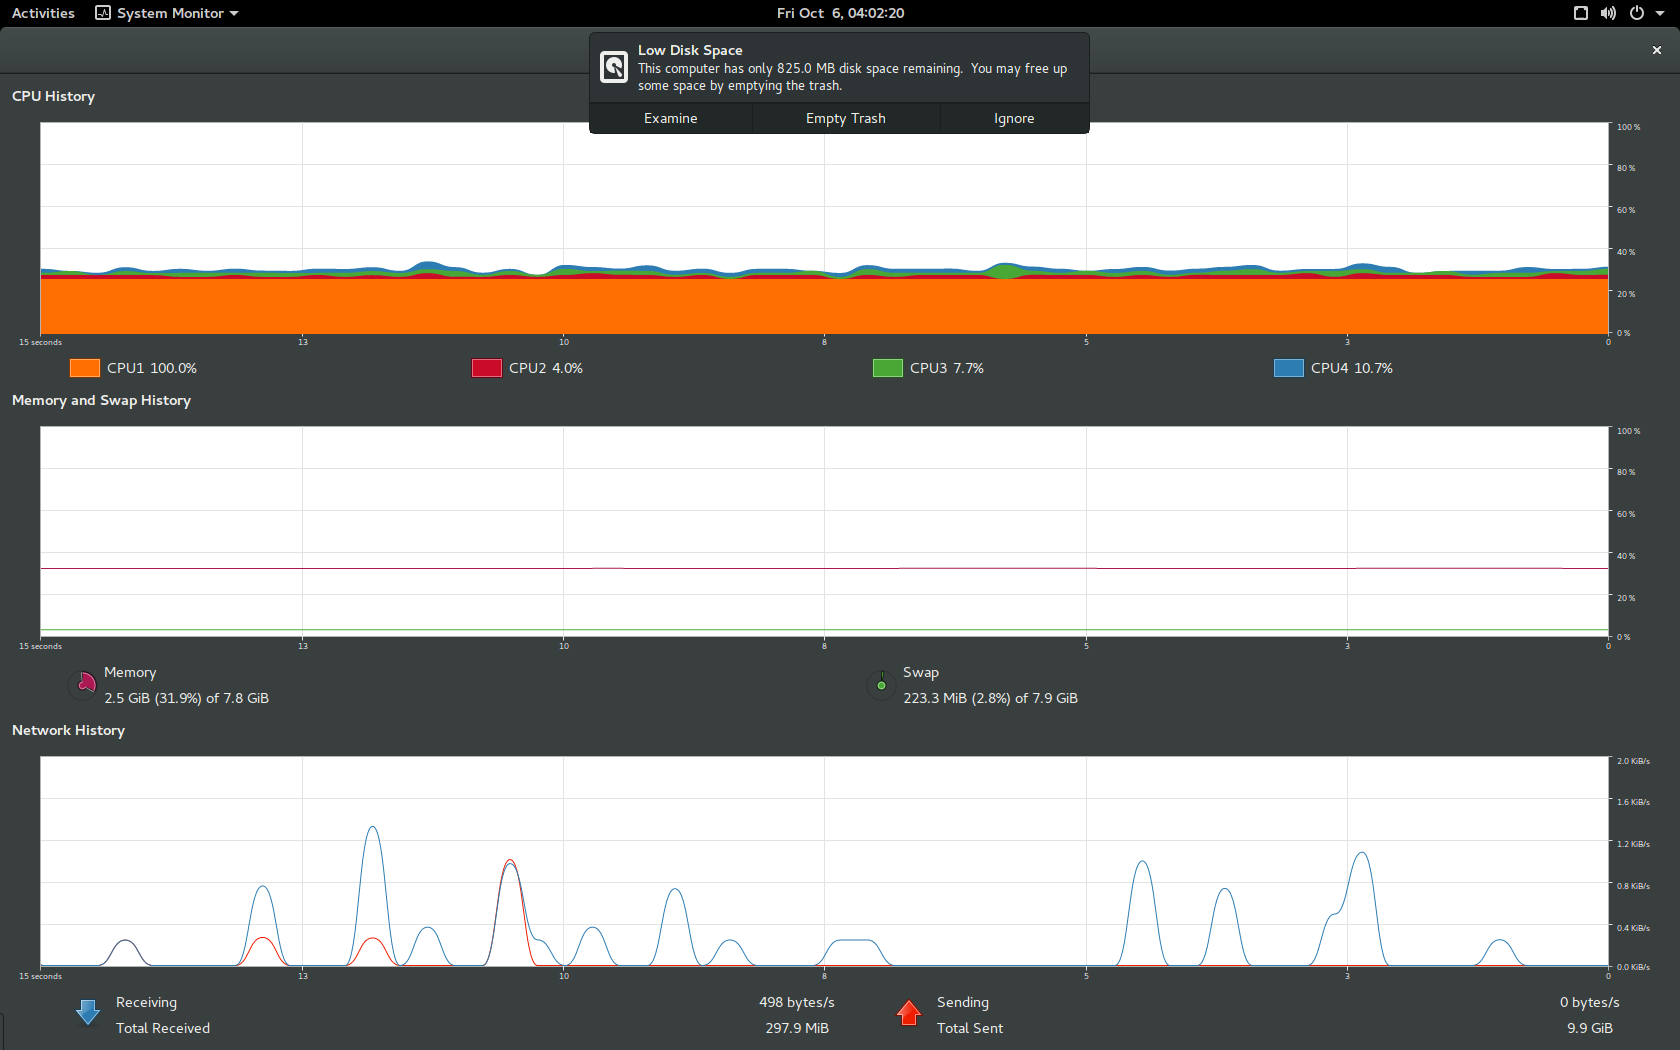 Activities
System Monitor
Fri Oct 6, 04:02:20
Low Disk Space
This computer has only 825.0 MB disk space remaining. You may free up
some space by emptying the trash.
Examine
Empty Trash
Ignore
CPU History
100 %
80 %
60 %
40 %
20 %
0 %
15 seconds
13
10
8
5
3
0
CPU1 100.0%
CPU2 4.0%
CPU3 7.7%
CPU4 10.7%
Memory and Swap History
100 %
80 %
60 %
40 %
20 %
0 %
15 seconds
13
10
8
5
3
0
Memory
2.5 GiB (31.9%) of 7.8 GiB
Swap
223.3 MiB (2.8%) of 7.9 GiB
Network History
2.0 KiB/s
1.6 KiB/s
1.2 KiB/s
0.8 KiB/s
0.4 KiB/s
0.0 KiB/s
15 seconds
13
10
8
5
3
0
Receiving
498 bytes/s
Total Received
297.9 MiB
Sending
0 bytes/s
Total Sent
9.9 GiB